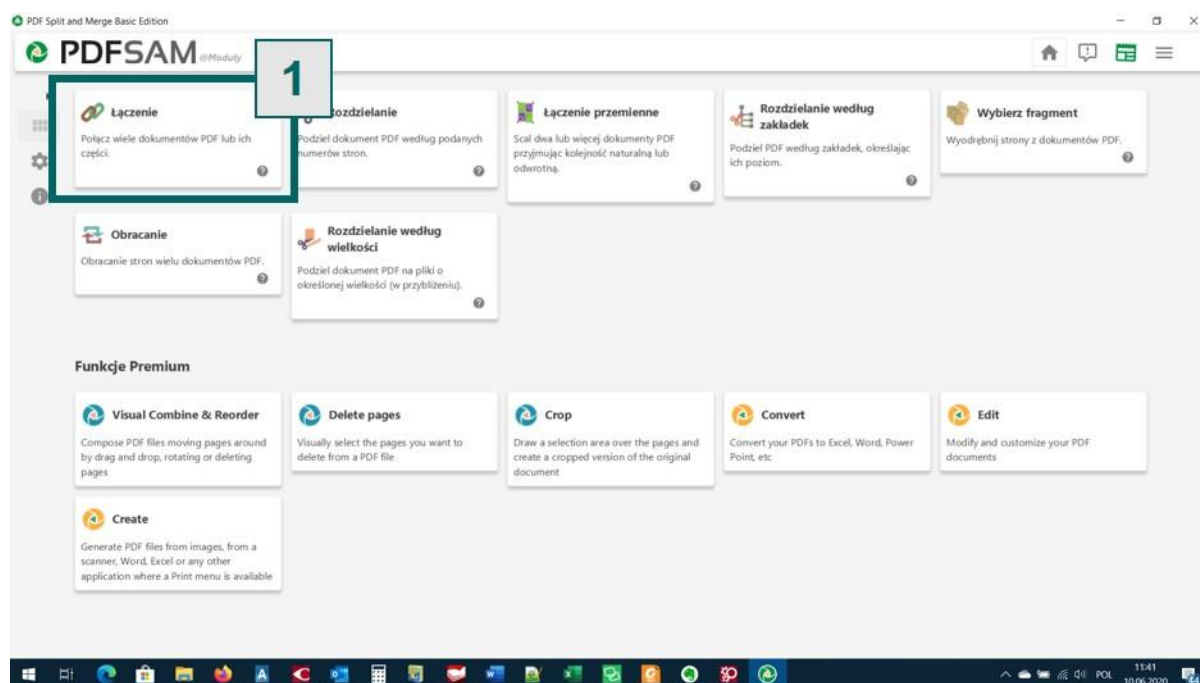 PDF Split and Merge Basic Edition
PDFSAM @Moduły
1
Łączenie
Połącz wiele dokumentów PDF lub ich
części.
Rozdzielanie
Podziel dokument PDF według podanych
numerów stron.
Łączenie przemienne
Scal dwa lub więcej dokumenty PDF
przyjmując kolejność naturalną lub
odwrotną.
Rozdzielanie według
zakładek
Podziel PDF według zakładek, określając
ich poziom.
Wybierz fragment
Wyodrębnij strony z dokumentów PDF.
Obracanie
Obracanie stron wielu dokumentów PDF.
Rozdzielanie według
wielkości
Podziel dokument PDF na pliki o
określonej wielkości (w przybliżeniu).
Funkcje Premium
Visual Combine & Reorder
Compose PDF files moving pages around
by drag and drop, rotating or deleting
pages
Delete pages
Visually select the pages you want to
delete from a PDF file
Crop
Draw a selection area over the pages and
create a cropped version of the original
document
Convert
Convert your PDFs to Excel, Word, Power
Point, etc
Edit
Modify and customize your PDF
documents
Create
Generate PDF files from images, from a
scanner, Word, Excel or any other
application where a Print menu is available
POL
11:41
10.06.2020